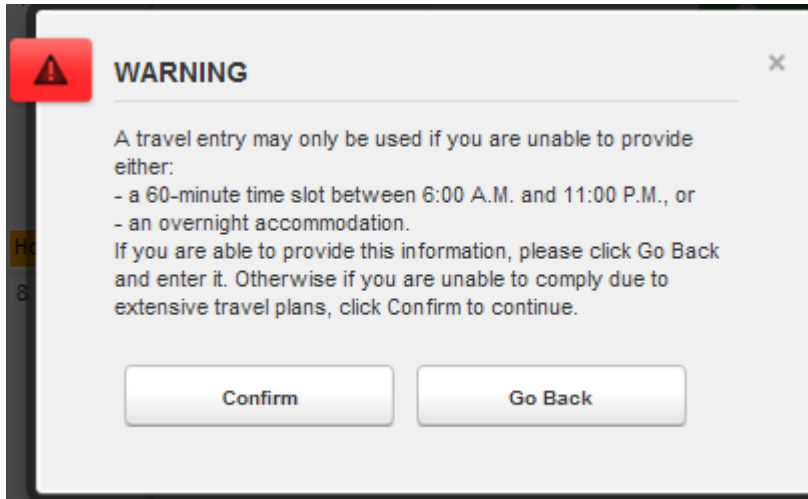 WARNING
A travel entry may only be used if you are unable to provide
either:
- a 60-minute time slot between 6:00 A.M. and 11:00 P.M., or
- an overnight accommodation.
If you are able to provide this information, please click Go Back
and enter it. Otherwise if you are unable to comply due to
extensive travel plans, click Confirm to continue.
Confirm
Go Back
8